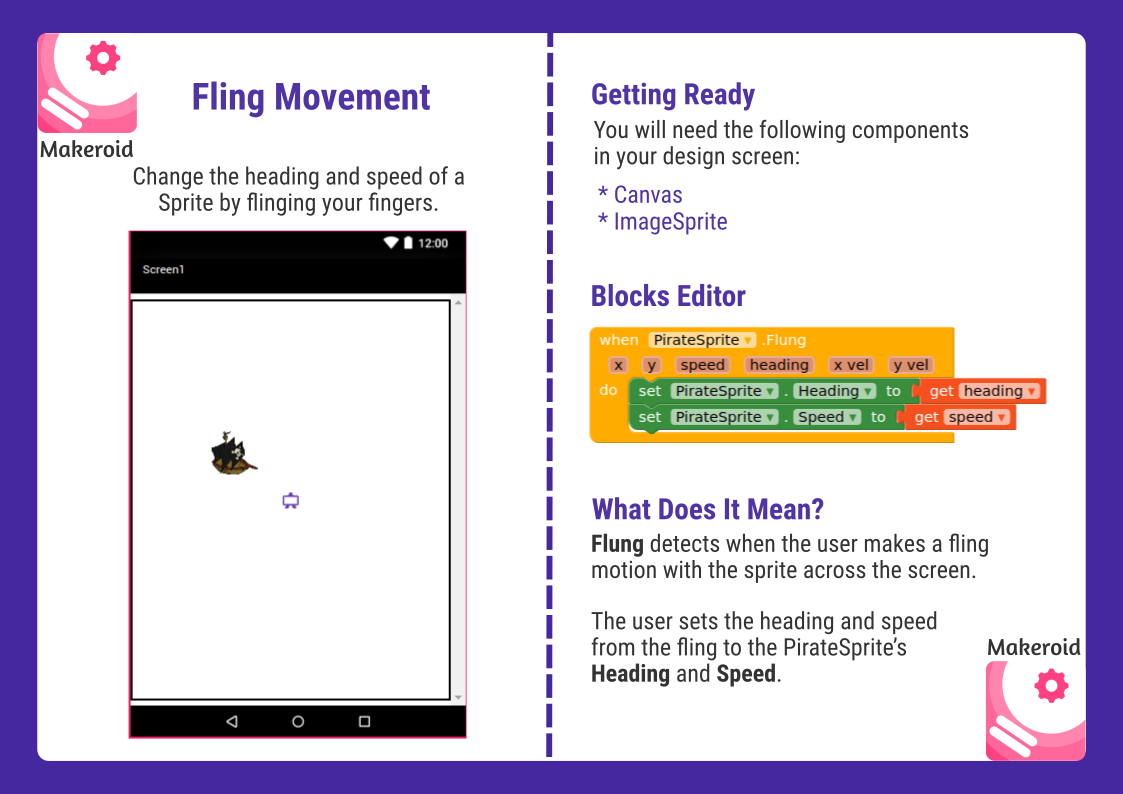 Makeroid
Fling Movement
Change the heading and speed of a
Sprite by flinging your fingers.
12:00
Screen1
Getting Ready
You will need the following components
in your design screen:
* Canvas
* ImageSprite
Blocks Editor
when PirateSprite .Flung
x y speed heading x vel y vel
do set PirateSprite . Heading to get heading
set PirateSprite . Speed to get speed
What Does It Mean?
Flung detects when the user makes a fling
motion with the sprite across the screen.
The user sets the heading and speed
from the fling to the PirateSprite’s
Heading and Speed.
Makeroid